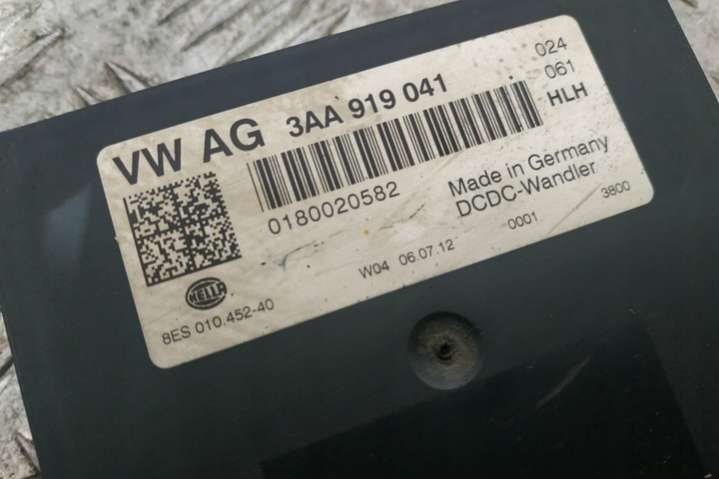 VW AG 3AA 919 041
024
061
HLH
0180020582
Made in Germany
DCDC-Wandler
HELLA
8ES 010.452-40
W04 06.07.12
0001
3800